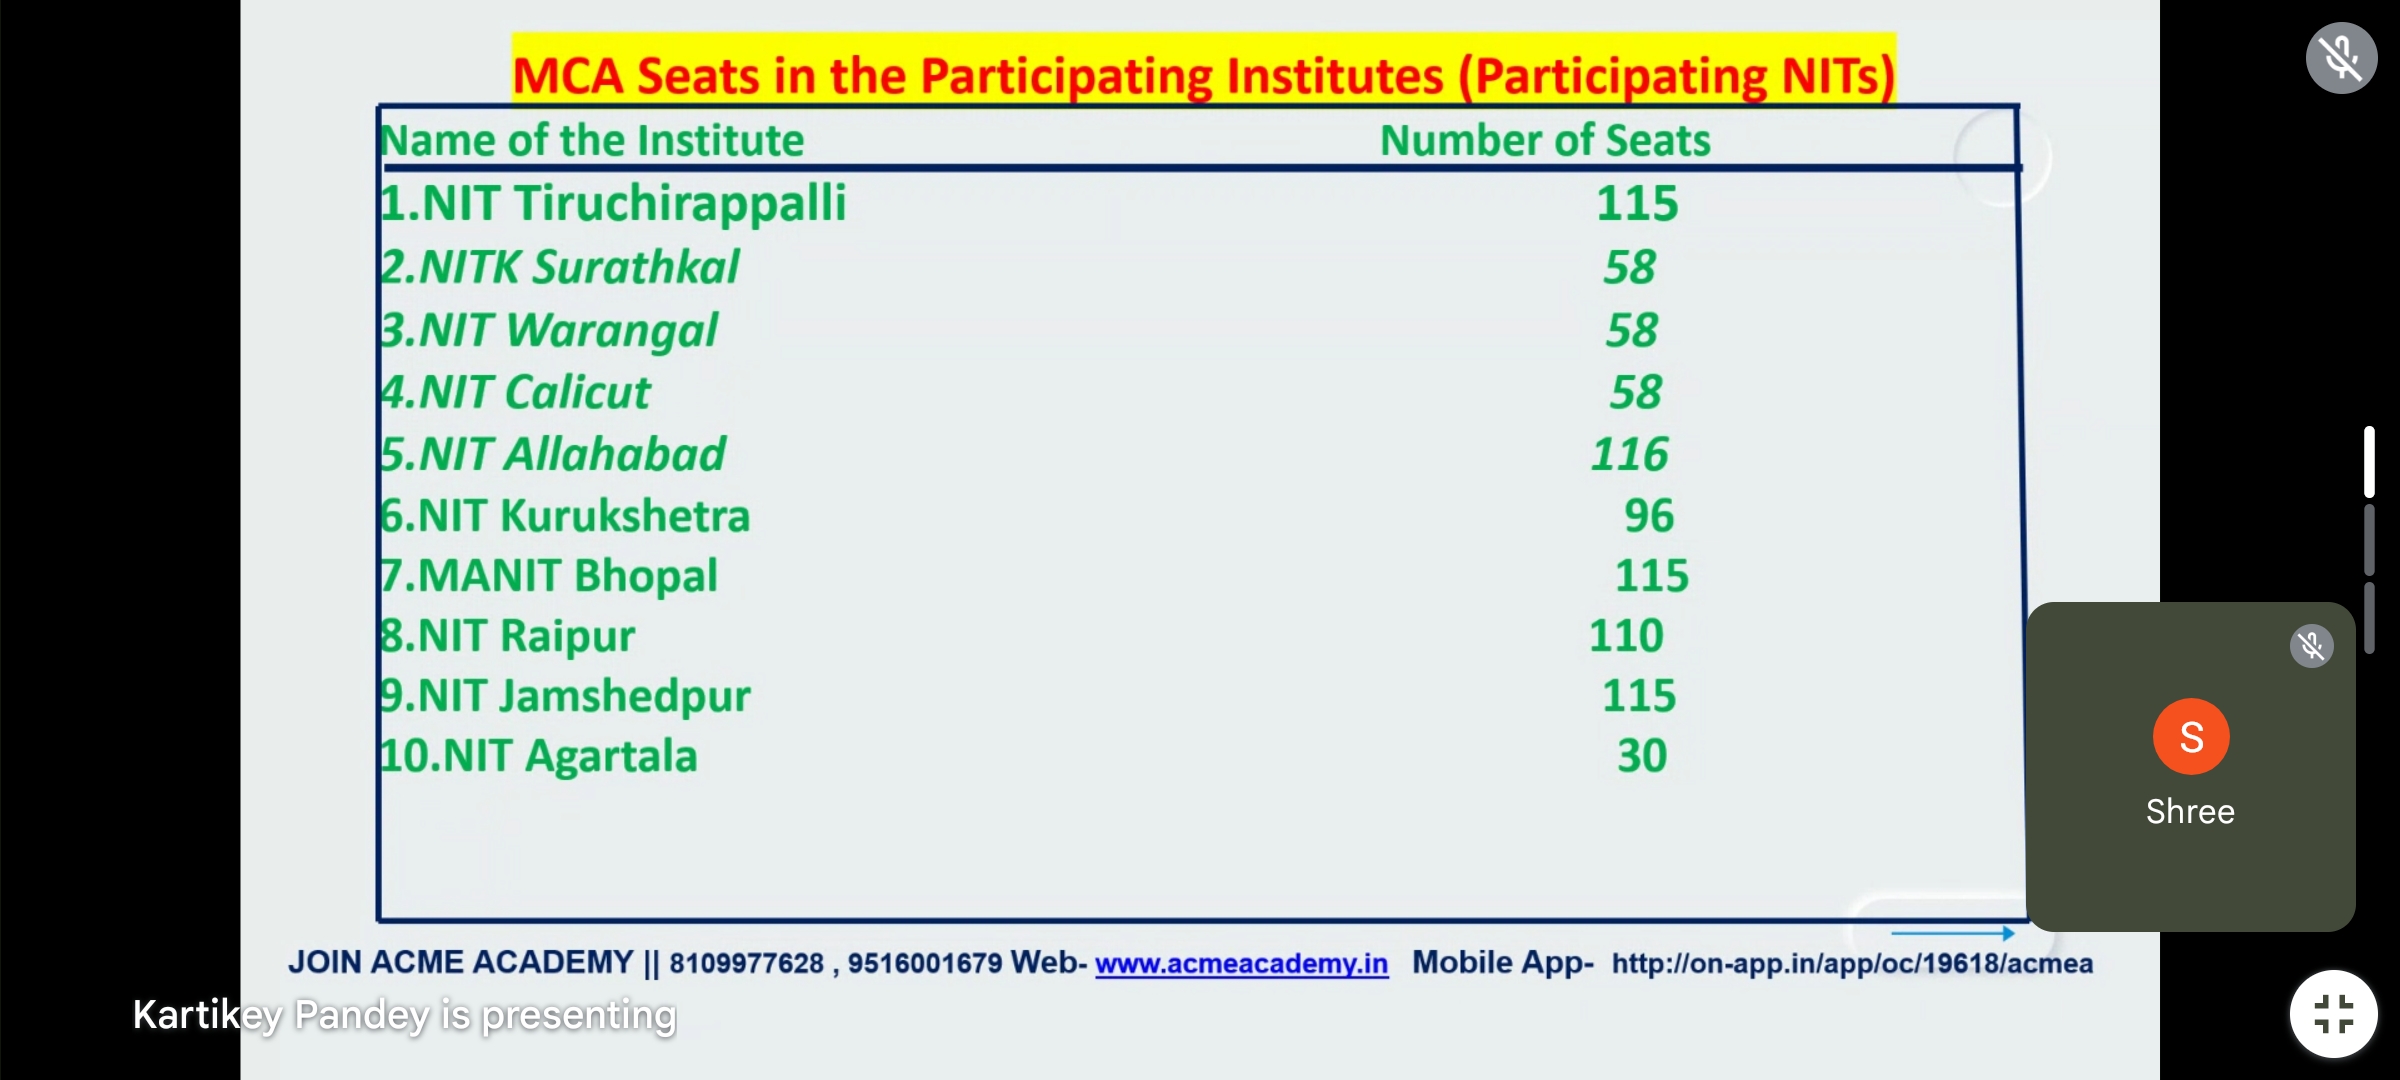 MCA Seats in the Participating Institutes (Participating NITs)
Name of the Institute Number of Seats
1.NIT Tiruchirappalli 115
2.NITK Surathkal 58
3.NIT Warangal 58
4.NIT Calicut 58
5.NIT Allahabad 116
6.NIT Kurukshetra 96
7.MANIT Bhopal 115
8.NIT Raipur 110
9.NIT Jamshedpur 115
10.NIT Agartala 30
S
Shree
JOIN ACME ACADEMY || 8109977628 , 9516001679 Web- www.acmeacademy.in Mobile App- http://on-app.in/app/oc/19618/acmea
Kartikey Pandey is presenting